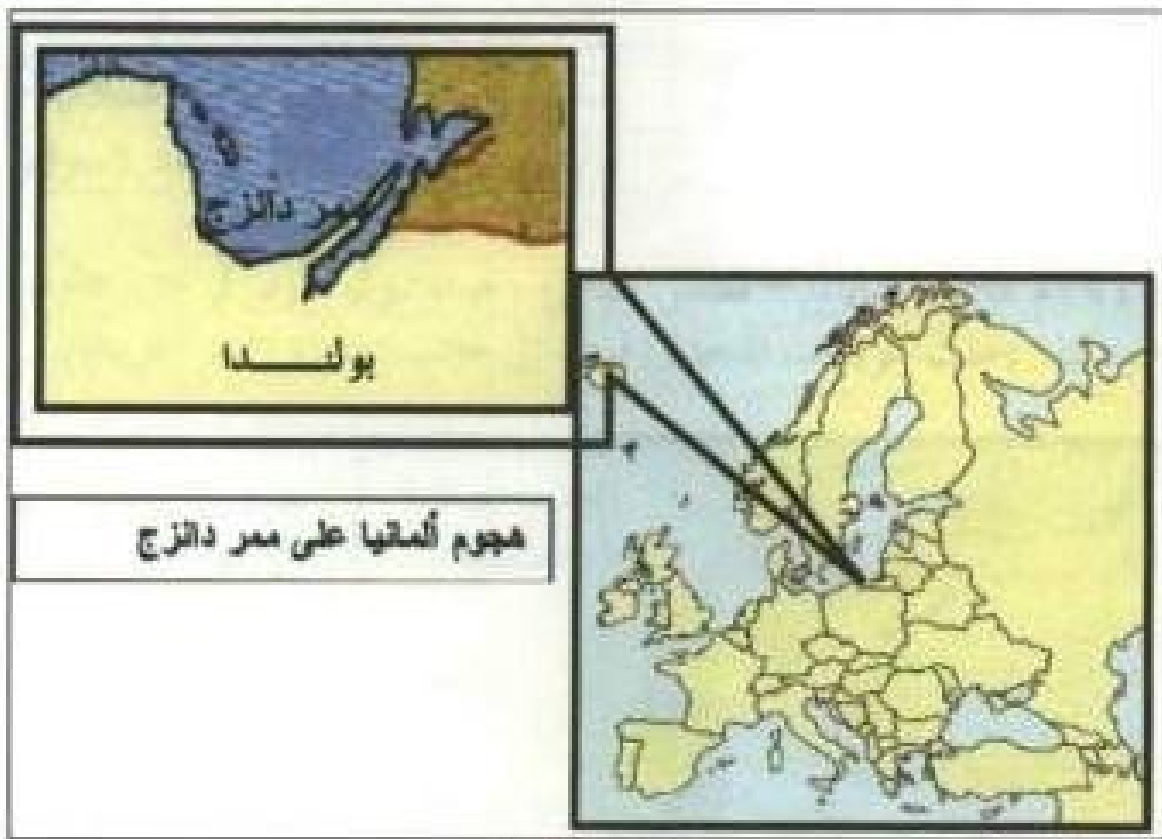 ممر دانزج
بولندا
هجوم ألمانيا على ممر دانزج